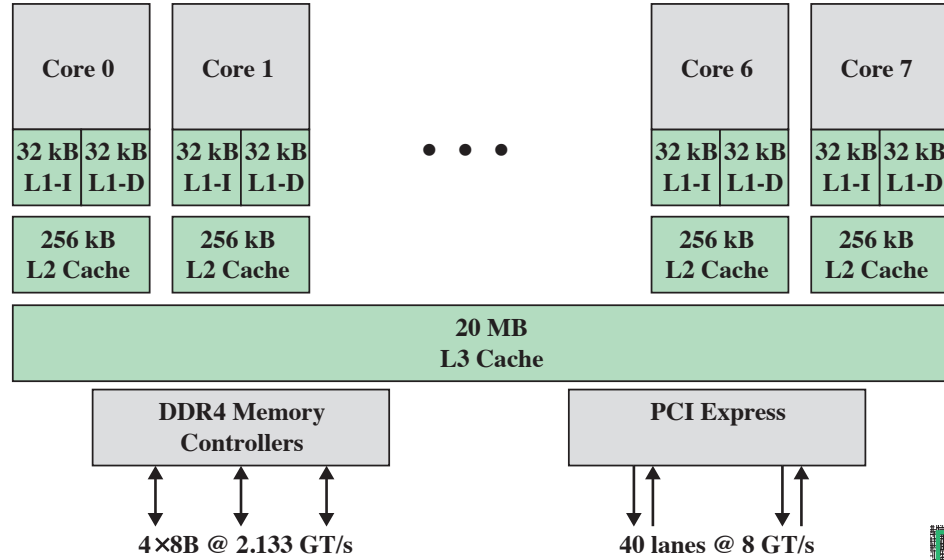 Core 0
Core 1
Core 6
Core 7
32 kB
L1-I
32 kB
L1-D
32 kB
L1-I
32 kB
L1-D
32 kB
L1-I
32 kB
L1-D
32 kB
L1-I
32 kB
L1-D
256 kB
L2 Cache
256 kB
L2 Cache
256 kB
L2 Cache
256 kB
L2 Cache
20 MB
L3 Cache
DDR4 Memory
Controllers
PCI Express
4×8B @ 2.133 GT/s
40 lanes @ 8 GT/s